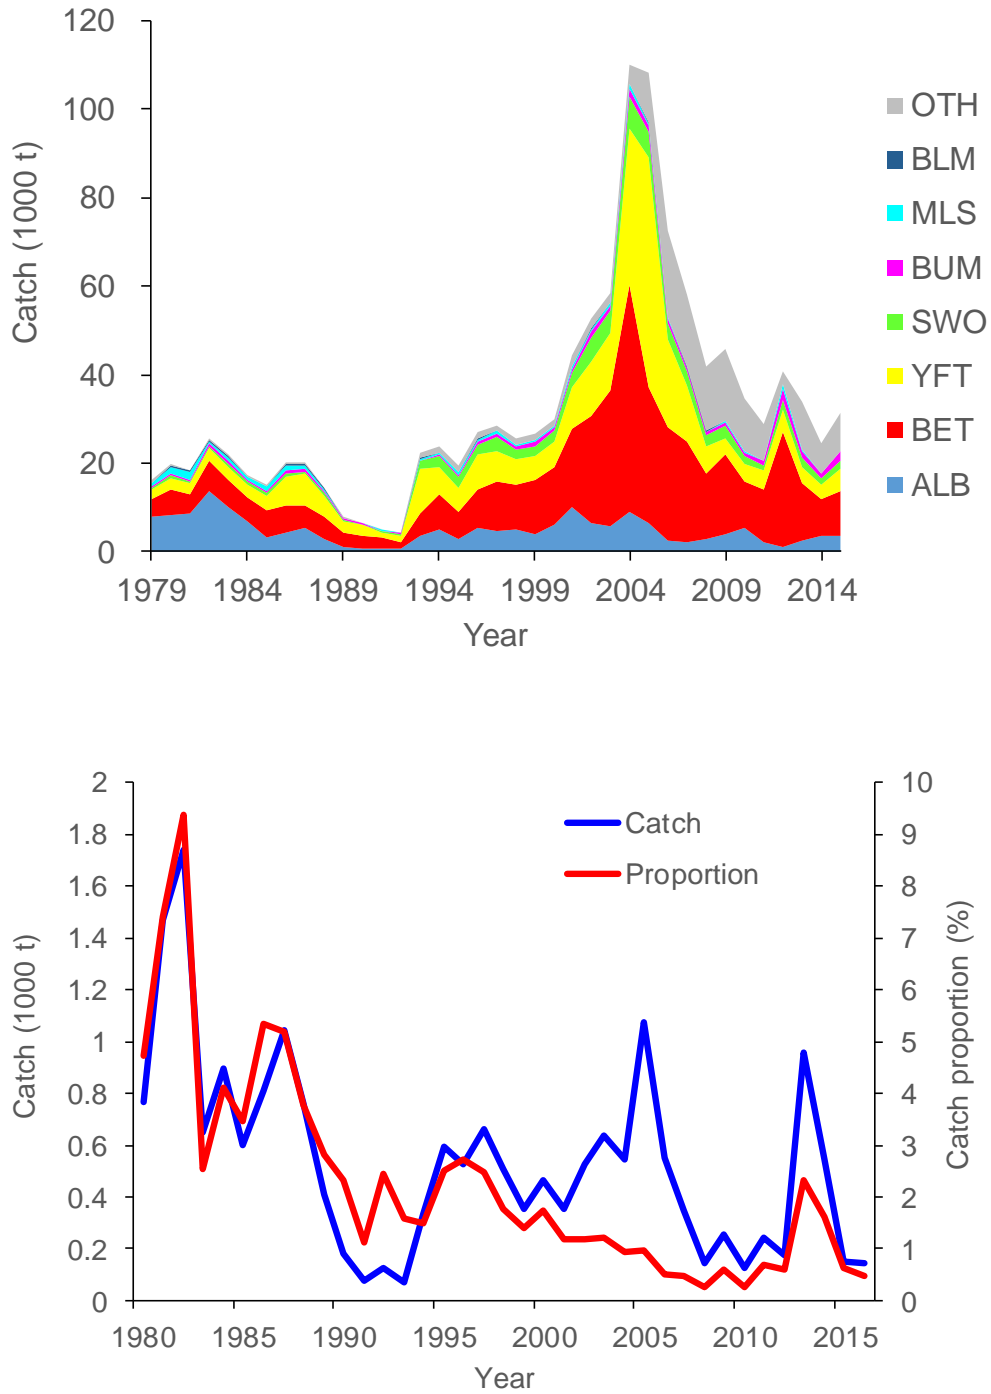 120
100
80
60
40
20
0
Catch (1000 t)
1979 1984 1989 1994 1999 2004 2009 2014
Year
OTH
BLM
MLS
BUM
SWO
YFT
BET
ALB
2
1.8
1.6
1.4
1.2
1
0.8
0.6
0.4
0.2
0
Catch (1000 t)
Catch
Proportion
10
9
8
7
6
5
4
3
2
1
0
Catch proportion (%)
1980 1985 1990 1995 2000 2005 2010 2015
Year